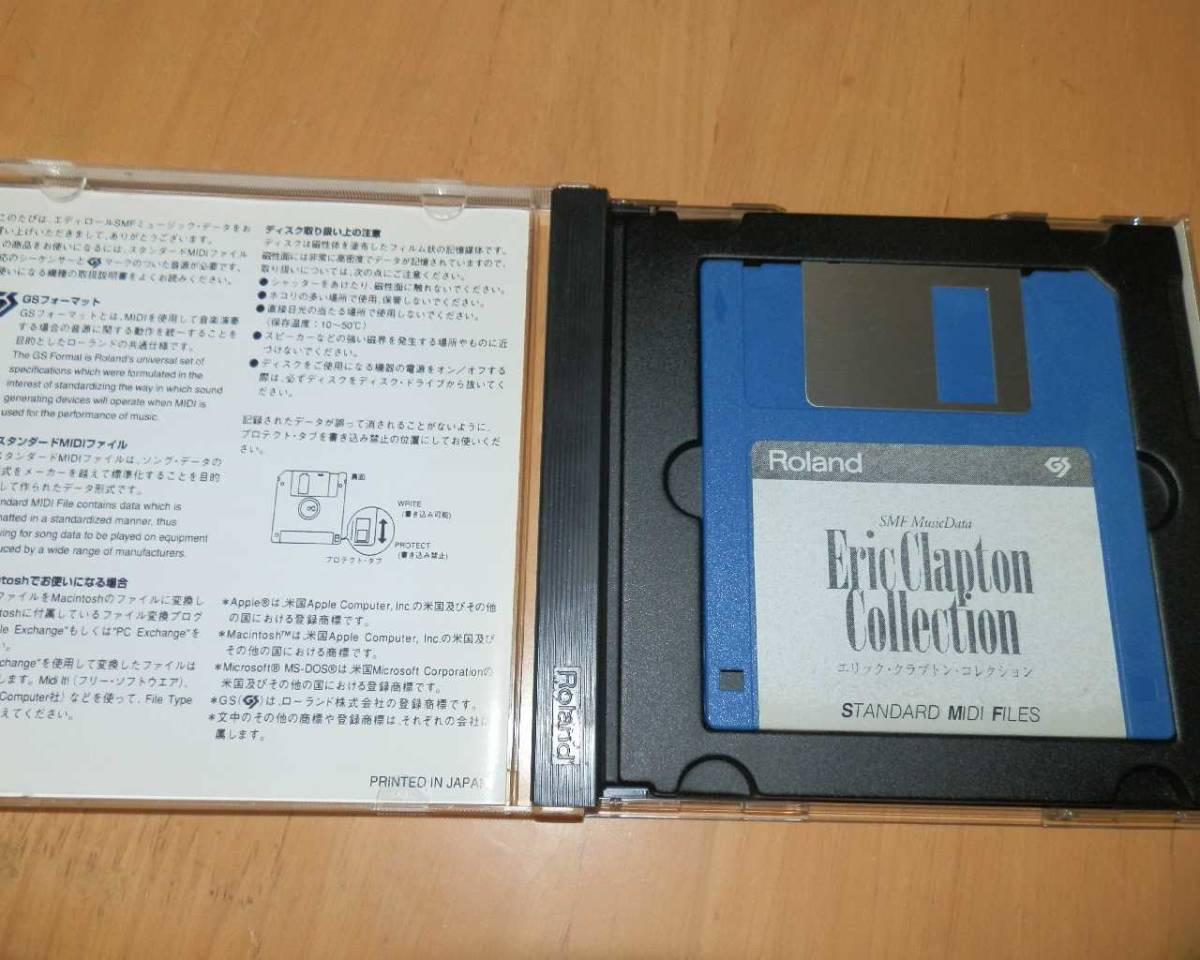 このたびは、エディロールSMFミュージック・データをお
い上げいただきまして、ありがとうございます。
の商品をお使いになるには、スタンダードMIDIファイル
応のシーケンサーと マークのついた音源が必要です。
使いになる機種の取扱説明書をよくお読みください。
GSフォーマット
GSフォーマットとは、MIDIを使用して音楽演奏
する場合の音源に関する動作を統一することを
目的としたローランドの共通仕様です。
The GS Format is Roland's universal set of
specifications which were formulated in the
interest of standardizing the way in which sound
generating devices will operate when MIDI is
used for the performance of music.
スタンダードMIDIファイル
スタンダードMIDIファイルは、ソング・データの
式をメーカーを越えて標準化することを目的
して作られたデータ形式です。
ndard MIDI File contains data which is
matted in a standardized manner, thus
wing for song data to be played on equipment
uced by a wide range of manufacturers.
ntoshでお使いになる場合
ファイルをMacintoshのファイルに変換し
toshに付属しているファイル変換プログ
le Exchange"もしくは"PC Exchange"を
い。
change"を使用して変換したファイルは
します。Midi It!(フリー・ソフトウエア)、
Computer社)などを使って、File Type
えてください。
ディスク取り扱い上の注意
ディスクは磁性体を塗布したフィルム状の記憶媒体です。
磁性面には非常に高密度でデータが記憶されていますので、
取り扱いについては、次の点にご注意ください。
●シャッターをあけたり、磁性面に触れないでください。
●ホコリの多い場所で使用、保管しないでください。
●直接日光の当たる場所で使用しないでください。
(保存温度:10~50℃)
●スピーカーなどの強い磁界を発生する場所やものに近
づけないでください。
●ディスクをご使用になる機器の電源をオン/オフする
際は、必ずディスクをディスク・ドライブから抜いてく
ださい。
記録されたデータが誤って消されることがないように、
プロテクト・タブを書き込み禁止の位置にしてお使いくだ
さい。
裏面
WRITE
(書き込み可能)
PROTECT
(書き込み禁止)
プロテクト・タブ
*Apple®は、米国Apple Computer, Inc.の米国及びその他
の国における登録商標です。
*Macintosh™は、米国Apple Computer, Inc.の米国及び
その他の国における商標です。
*Microsoft® MS-DOS®は、米国Microsoft Corporationの
米国及びその他の国における登録商標です。
*GS( )は、ローランド株式会社の登録商標です。
*文中のその他の商標や登録商標は、それぞれの会社に
属します。
PRINTED IN JAPAN
Roland
Roland
SMF MusicData
Eric Clapton
Collection
エリック・クラプトン・コレクション
STANDARD MIDI FILES